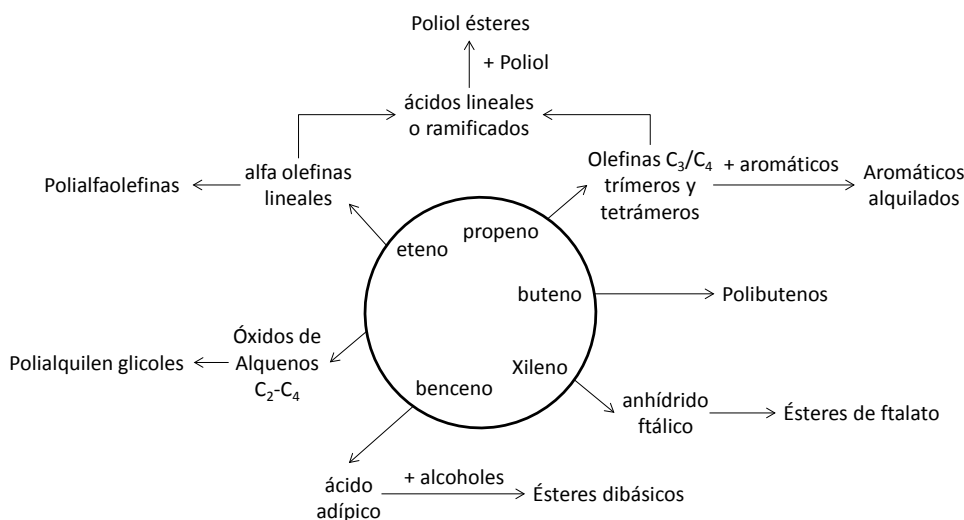 Poliol ésteres
+ Poliol
ácidos lineales
o ramificados
Polialfaolefinas
alfa olefinas
lineales
Olefinas C₃/C₄
trímeros y
tetrámeros
+ aromáticos
Aromáticos
alquilados
eteno
propeno
buteno
Polibutenos
Polialquilen glicoles
Óxidos de
Alquenos
C₂-C₄
benceno
Xileno
anhídrido
ftálico
Ésteres de ftalato
ácido
adípico
+ alcoholes
Ésteres dibásicos